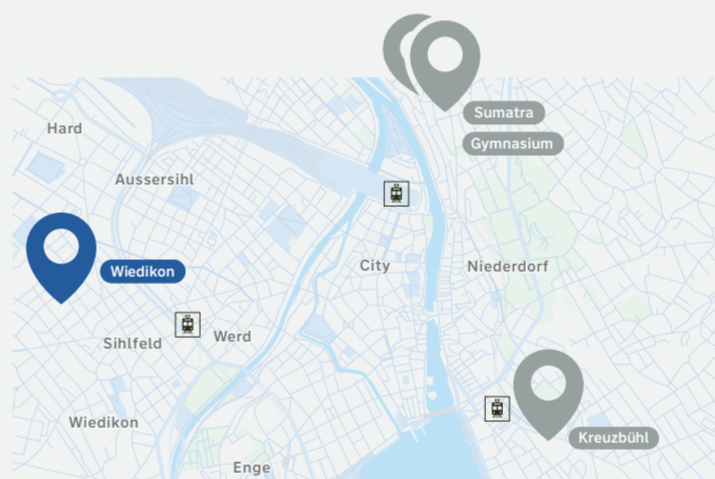 Sumatra
Gymnasium
Hard
Aussersihl
Wiedikon
City
Niederdorf
Sihlfeld
Werd
Wiedikon
Kreuzbühl
Enge